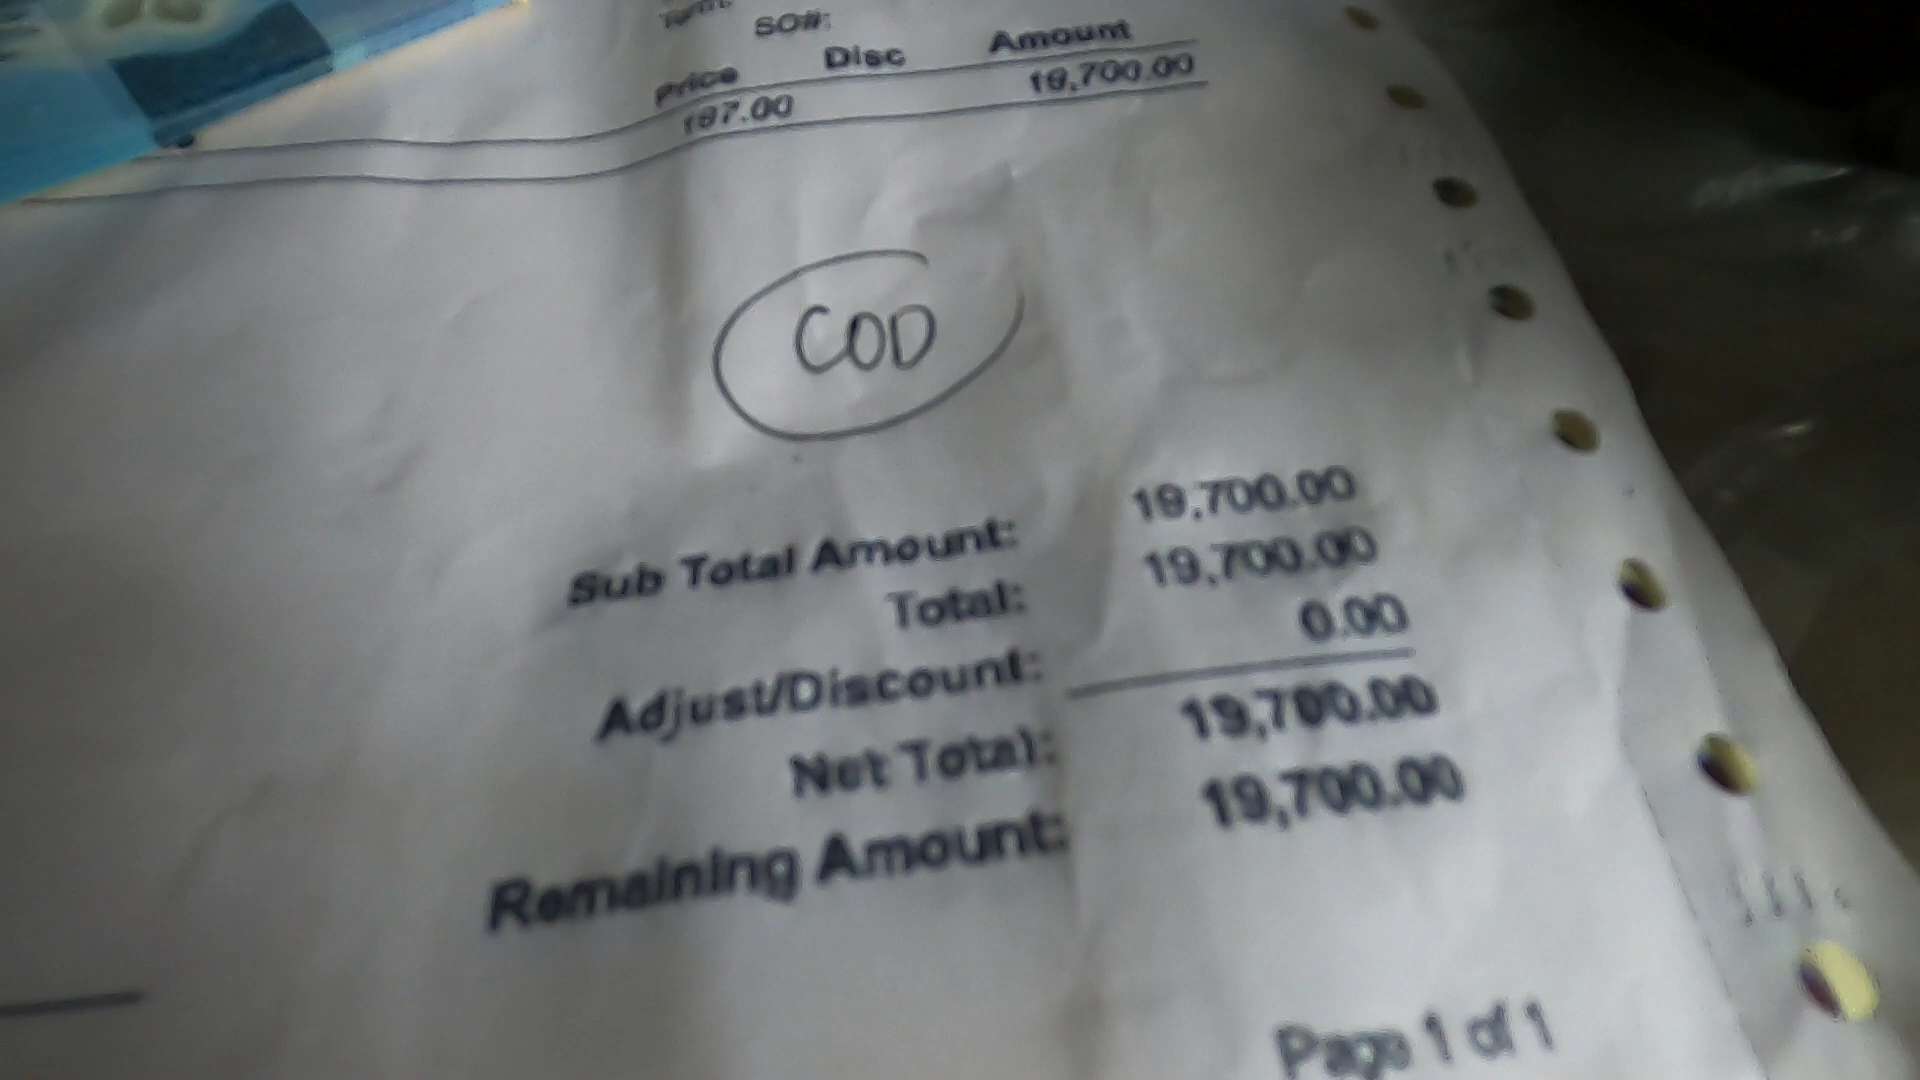 SO#:
Price Disc Amount
197.00 19,700.00
COD
Sub Total Amount: 19,700.00
Total: 19,700.00
Adjust/Discount: 0.00
Net Total: 19,700.00
Remaining Amount: 19,700.00
Page 1 of 1